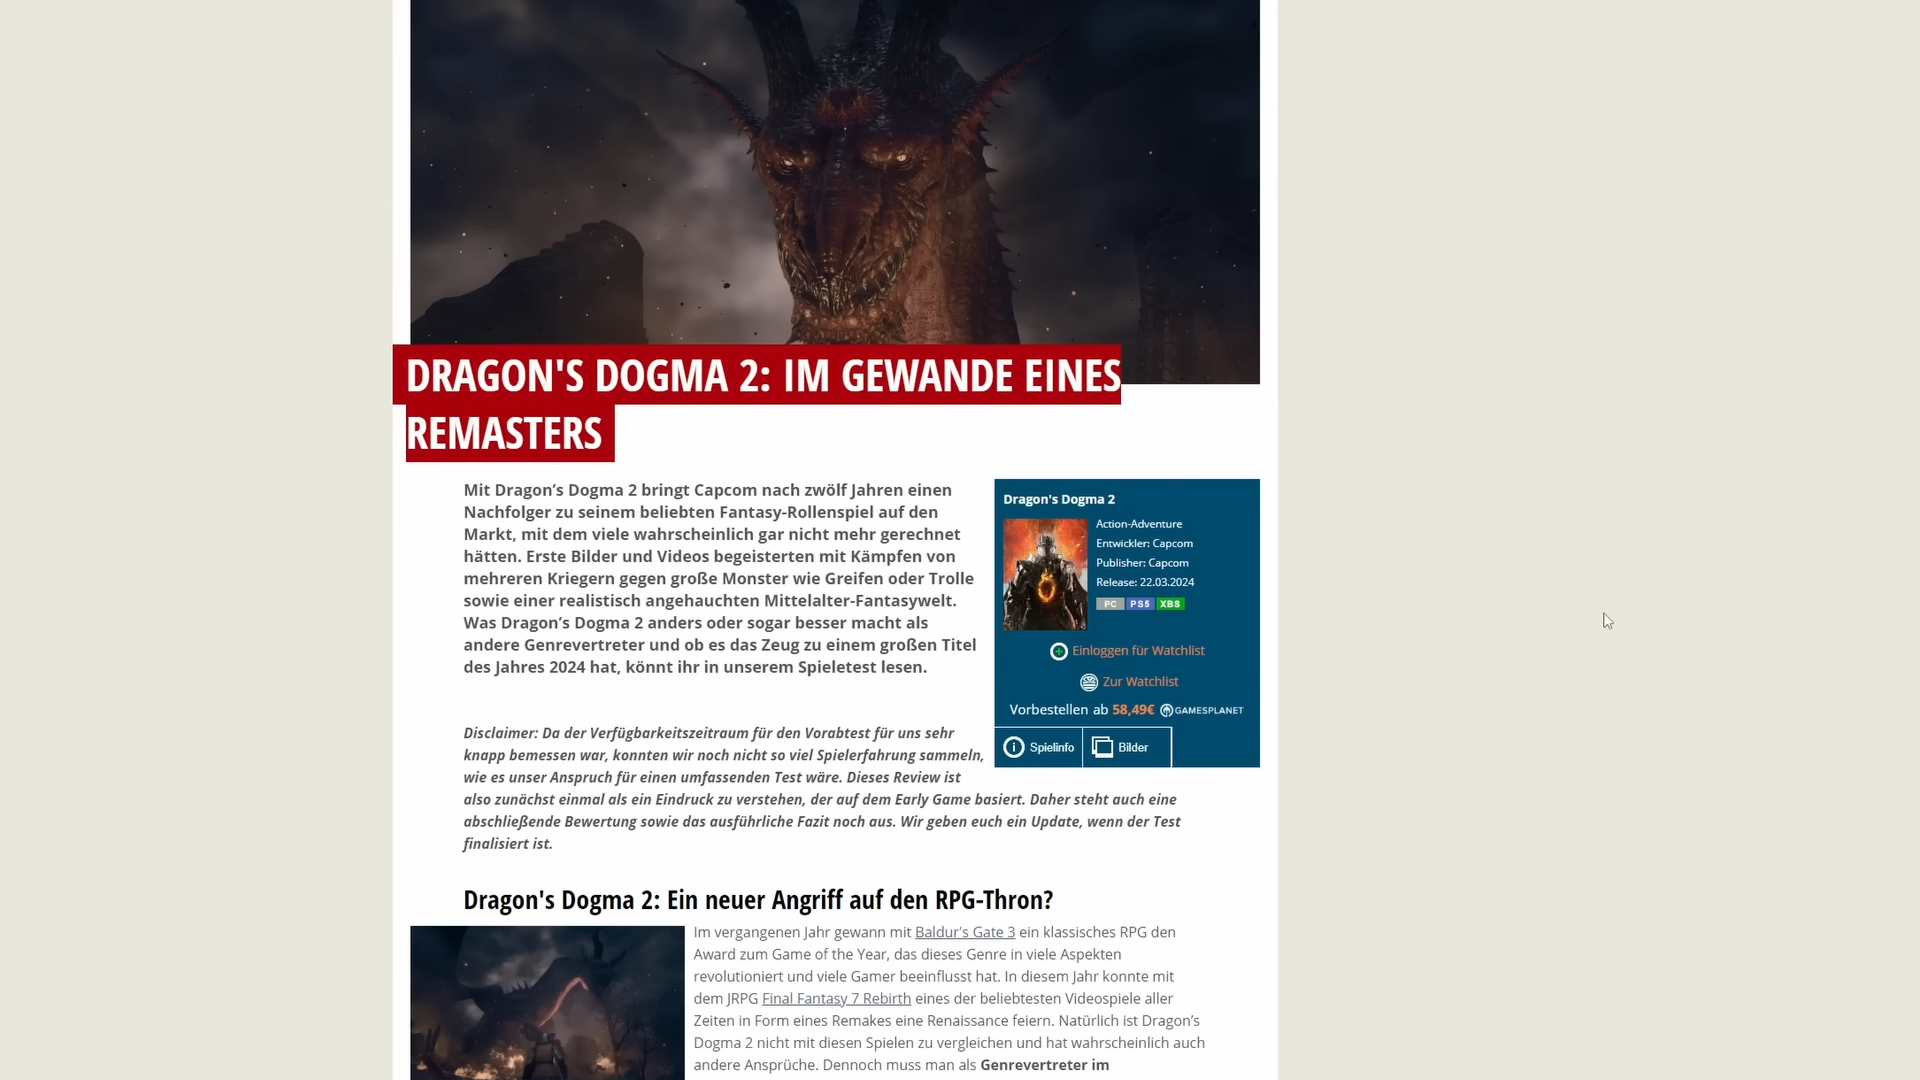 DRAGON'S DOGMA 2: IM GEWANDE EINES
REMASTERS
Mit Dragon’s Dogma 2 bringt Capcom nach zwölf Jahren einen
Nachfolger zu seinem beliebten Fantasy-Rollenspiel auf den
Markt, mit dem viele wahrscheinlich gar nicht mehr gerechnet
hätten. Erste Bilder und Videos begeisterten mit Kämpfen von
mehreren Kriegern gegen große Monster wie Greifen oder Trolle
sowie einer realistisch angehauchten Mittelalter-Fantasywelt.
Was Dragon’s Dogma 2 anders oder sogar besser macht als
andere Genrevertreter und ob es das Zeug zu einem großen Titel
des Jahres 2024 hat, könnt ihr in unserem Spieletest lesen.
Dragon's Dogma 2
Action-Adventure
Entwickler: Capcom
Publisher: Capcom
Release: 22.03.2024
PC PS5 XBS
Einloggen für Watchlist
Zur Watchlist
Vorbestellen ab 58,49€ GAMESPLANET
Spielinfo Bilder
Disclaimer: Da der Verfügbarkeitszeitraum für den Vorabtest für uns sehr
knapp bemessen war, konnten wir noch nicht so viel Spielerfahrung sammeln,
wie es unser Anspruch für einen umfassenden Test wäre. Dieses Review ist
also zunächst einmal als ein Eindruck zu verstehen, der auf dem Early Game basiert. Daher steht auch eine
abschließende Bewertung sowie das ausführliche Fazit noch aus. Wir geben euch ein Update, wenn der Test
finalisiert ist.
Dragon's Dogma 2: Ein neuer Angriff auf den RPG-Thron?
Im vergangenen Jahr gewann mit Baldur's Gate 3 ein klassisches RPG den
Award zum Game of the Year, das dieses Genre in viele Aspekten
revolutioniert und viele Gamer beeinflusst hat. In diesem Jahr konnte mit
dem JRPG Final Fantasy 7 Rebirth eines der beliebtesten Videospiele aller
Zeiten in Form eines Remakes eine Renaissance feiern. Natürlich ist Dragon’s
Dogma 2 nicht mit diesen Spielen zu vergleichen und hat wahrscheinlich auch
andere Ansprüche. Dennoch muss man als Genrevertreter im